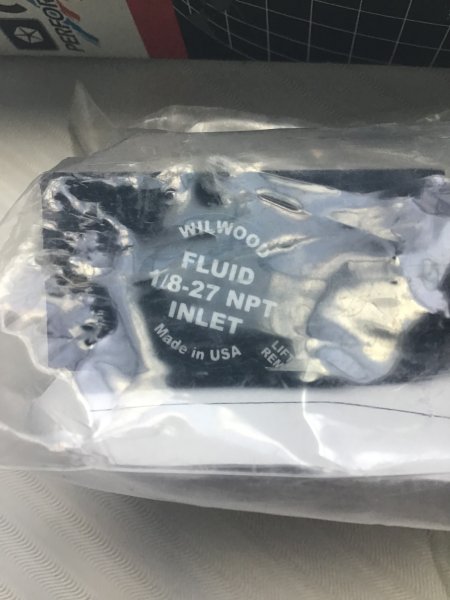 WILWOOD
FLUID
1/8-27 NPT
INLET
Made in USA